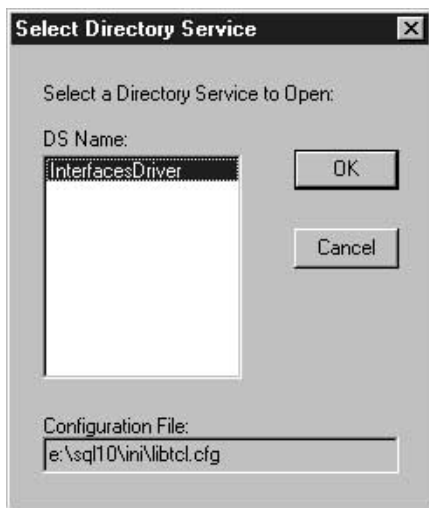 Select Directory Service
Select a Directory Service to Open:
DS Name:
InterfacesDriver
OK
Cancel
Configuration File:
e:\sql10\ini\libtcl.cfg